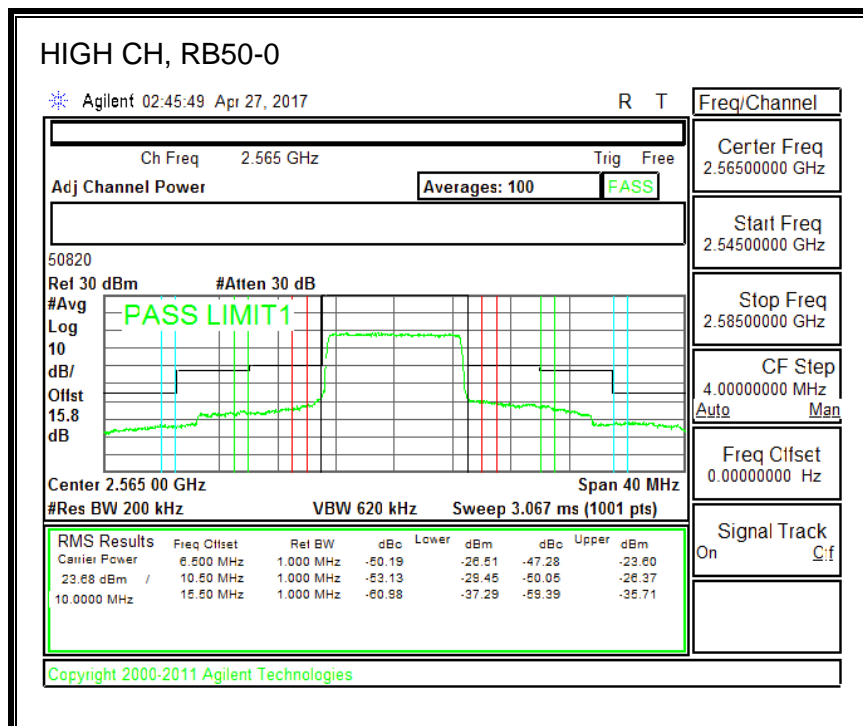 HIGH CH, RB50-0
Agilent 02:45:49 Apr 27, 2017 R T
Freq/Channel
Ch Freq 2.565 GHz Trig Free
Adj Channel Power Averages: 100 PASS
Center Freq
2.56500000 GHz
Start Freq
2.54500000 GHz
Stop Freq
2.58500000 GHz
CF Step
4.00000000 MHz
Auto Man
Freq Offset
0.00000000 Hz
Signal Track
On Off
50820
Ref 30 dBm #Atten 30 dB
#Avg
Log
10
dB/
Offst
15.8
dB
PASS LIMIT1
Center 2.565 00 GHz Span 40 MHz
#Res BW 200 kHz VBW 620 kHz Sweep 3.067 ms (1001 pts)
RMS Results Freq Offset Ref BW dBc Lower dBm dBc Upper dBm
Carrier Power 6.500 MHz 1.000 MHz -50.19 -26.51 -47.28 -23.60
23.68 dBm / 10.50 MHz 1.000 MHz -53.13 -29.45 -50.05 -26.37
10.0000 MHz 15.50 MHz 1.000 MHz -60.98 -37.29 -59.39 -35.71
Copyright 2000-2011 Agilent Technologies